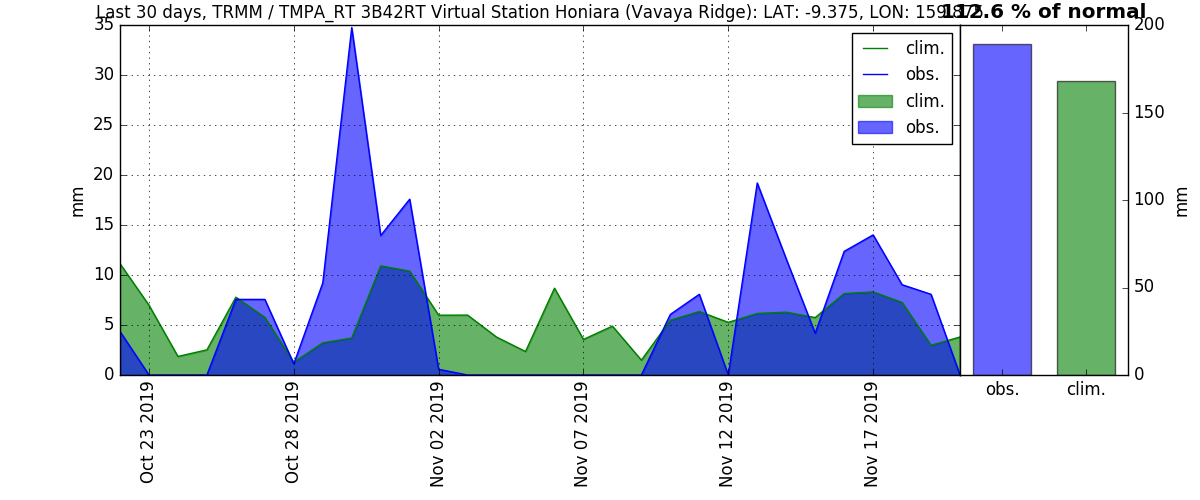 Last 30 days, TRMM / TMPA_RT 3B42RT Virtual Station Honiara (Vavaya Ridge): LAT: -9.375, LON: 159.875
112.6 % of normal
35
30
25
20
15
10
5
0
mm
clim.
obs.
clim.
obs.
200
150
100
50
0
mm
obs.
clim.
Oct 23 2019
Oct 28 2019
Nov 02 2019
Nov 07 2019
Nov 12 2019
Nov 17 2019